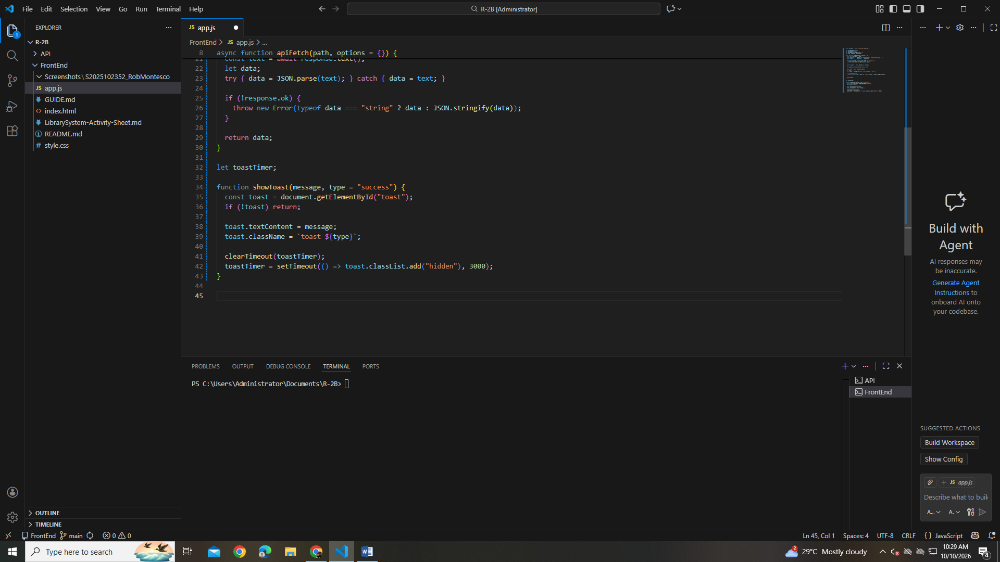 File Edit Selection View Go Run Terminal Help
R-2B [Administrator]
EXPLORER
R-2B
API
FrontEnd
Screenshots\S2025102352_RobMontesco
JS app.js
GUIDE.md
index.html
LibrarySystem-Activity-Sheet.md
README.md
# style.css
OUTLINE
TIMELINE
1
JS app.js
FrontEnd > JS app.js > ...
8 async function apiFetch(path, options = {}) {
21 const text = await response.text();
22 let data;
23 try { data = JSON.parse(text); } catch { data = text; }
24
25 if (!response.ok) {
26 throw new Error(typeof data === "string" ? data : JSON.stringify(data));
27 }
28
29 return data;
30 }
31
32 let toastTimer;
33
34 function showToast(message, type = "success") {
35 const toast = document.getElementById("toast");
36 if (!toast) return;
37
38 toast.textContent = message;
39 toast.className = `toast ${type}`;
40
41 clearTimeout(toastTimer);
42 toastTimer = setTimeout(() => toast.classList.add("hidden"), 3000);
43 }
44
45
PROBLEMS OUTPUT DEBUG CONSOLE TERMINAL PORTS
PS C:\Users\Administrator\Documents\R-2B>
API
FrontEnd
Build with
Agent
AI responses may
be inaccurate.
Generate Agent
Instructions to
onboard AI onto
your codebase.
SUGGESTED ACTIONS
Build Workspace
Show Config
+ JS app.js
Describe what to buil
A... A.
FrontEnd main 0 0
Ln 45, Col 1 Spaces: 4 UTF-8 CRLF {} JavaScript
Type here to search
2 29°C Mostly cloudy
10:29 AM
10/10/2026
4